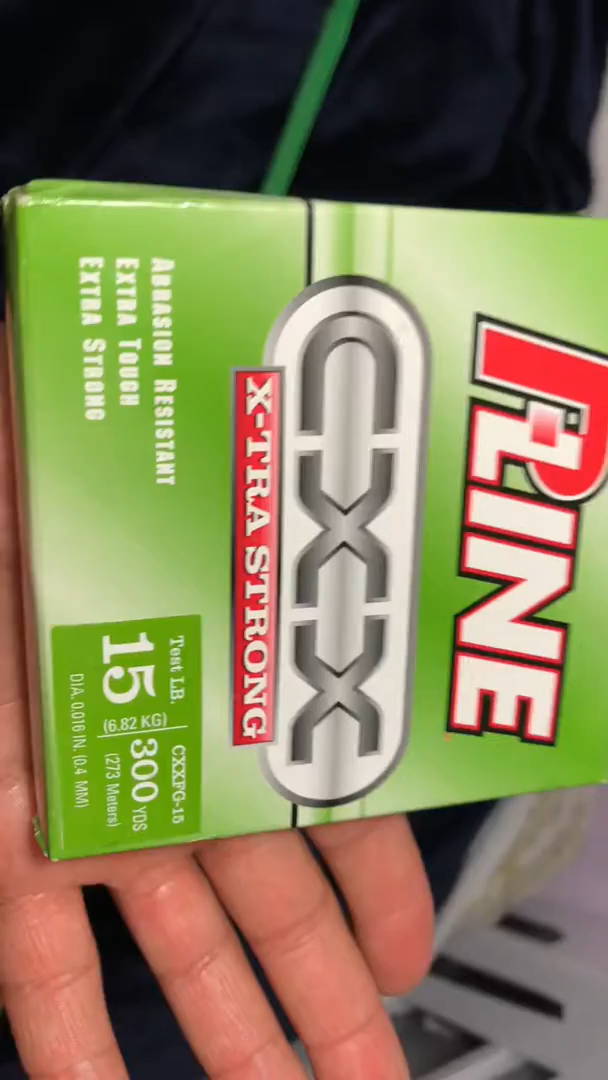 P-LINE
CXX
X-TRA STRONG
ABRASION RESISTANT
EXTRA TOUGH
EXTRA STRONG
Test LB. CXXFG-15
15 300 YDS
(6.82 KG) (273 Meters)
DIA. 0.016 IN. (0.4 MM)